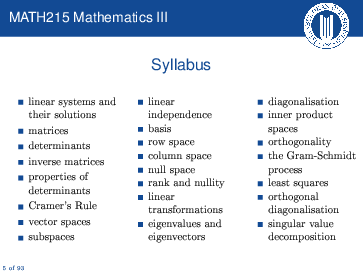 MATH215 Mathematics III
Syllabus
linear systems and
their solutions
matrices
determinants
inverse matrices
properties of
determinants
Cramer's Rule
vector spaces
subspaces
linear
independence
basis
row space
column space
null space
rank and nullity
linear
transformations
eigenvalues and
eigenvectors
diagonalisation
inner product
spaces
orthogonality
the Gram-Schmidt
process
least squares
orthogonal
diagonalisation
singular value
decomposition
5 of 93